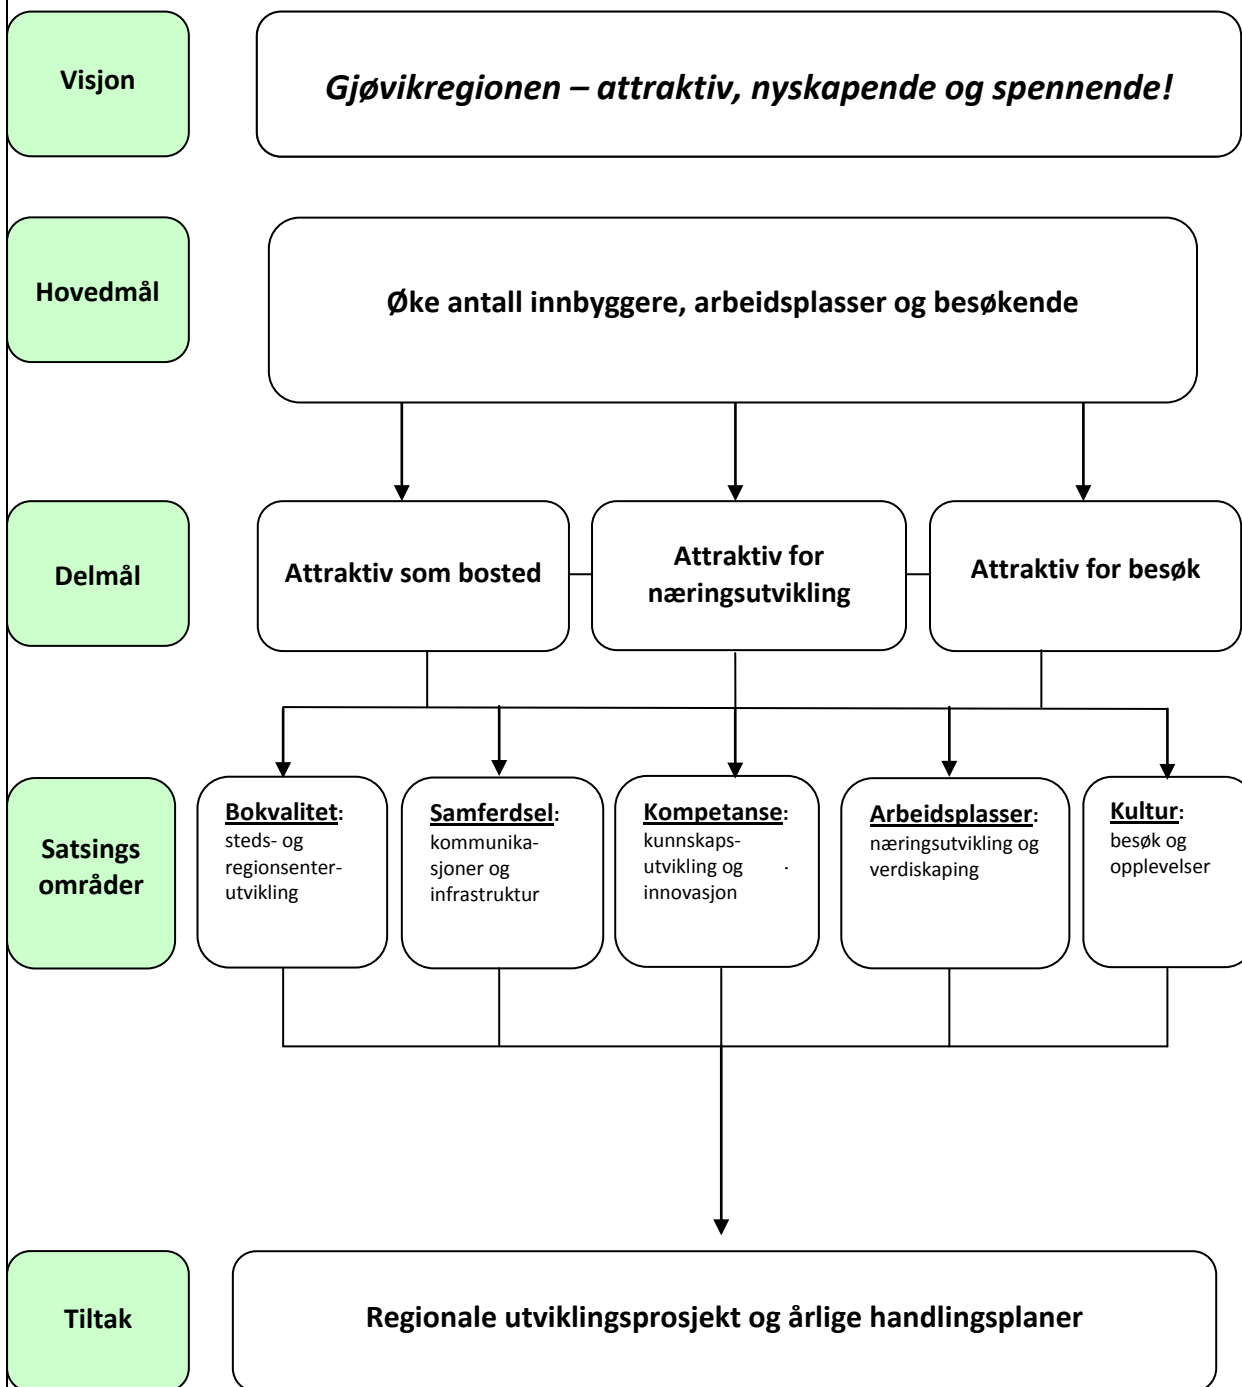 Visjon
Gjøvikregionen – attraktiv, nyskapende og spennende!
Hovedmål
Øke antall innbyggere, arbeidsplasser og besøkende
Delmål
Attraktiv som bosted
Attraktiv for
næringsutvikling
Attraktiv for besøk
Satsings
områder
Bokvalitet:
steds- og
regionsenter-
utvikling
Samferdsel:
kommunika-
sjoner og
infrastruktur
Kompetanse:
kunnskaps-
utvikling og .
innovasjon
Arbeidsplasser:
næringsutvikling og
verdiskaping
Kultur:
besøk og
opplevelser
Tiltak
Regionale utviklingsprosjekt og årlige handlingsplaner